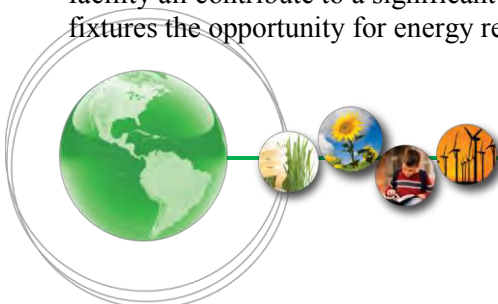 facility all contribute to a significant
fixtures the opportunity for energy re